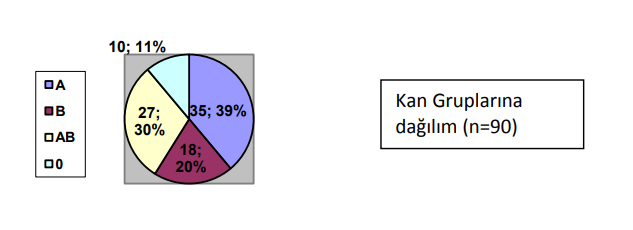 10; 11%
A
B
AB
0
35; 39%
27;
30%
18;
20%
Kan Gruplarına
dağılım (n=90)